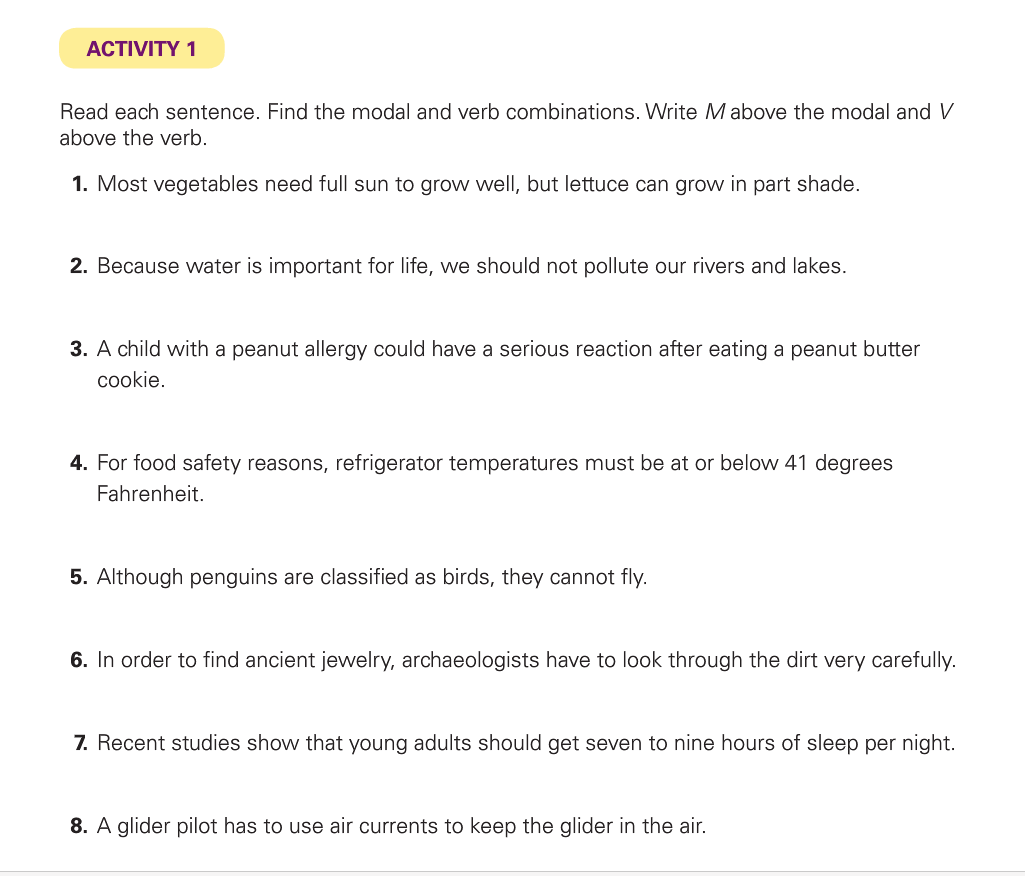 ACTIVITY 1
Read each sentence. Find the modal and verb combinations. Write M above the modal and V
above the verb.
1. Most vegetables need full sun to grow well, but lettuce can grow in part shade.
2. Because water is important for life, we should not pollute our rivers and lakes.
3. A child with a peanut allergy could have a serious reaction after eating a peanut butter
cookie.
4. For food safety reasons, refrigerator temperatures must be at or below 41 degrees
Fahrenheit.
5. Although penguins are classified as birds, they cannot fly.
6. In order to find ancient jewelry, archaeologists have to look through the dirt very carefully.
7. Recent studies show that young adults should get seven to nine hours of sleep per night.
8. A glider pilot has to use air currents to keep the glider in the air.